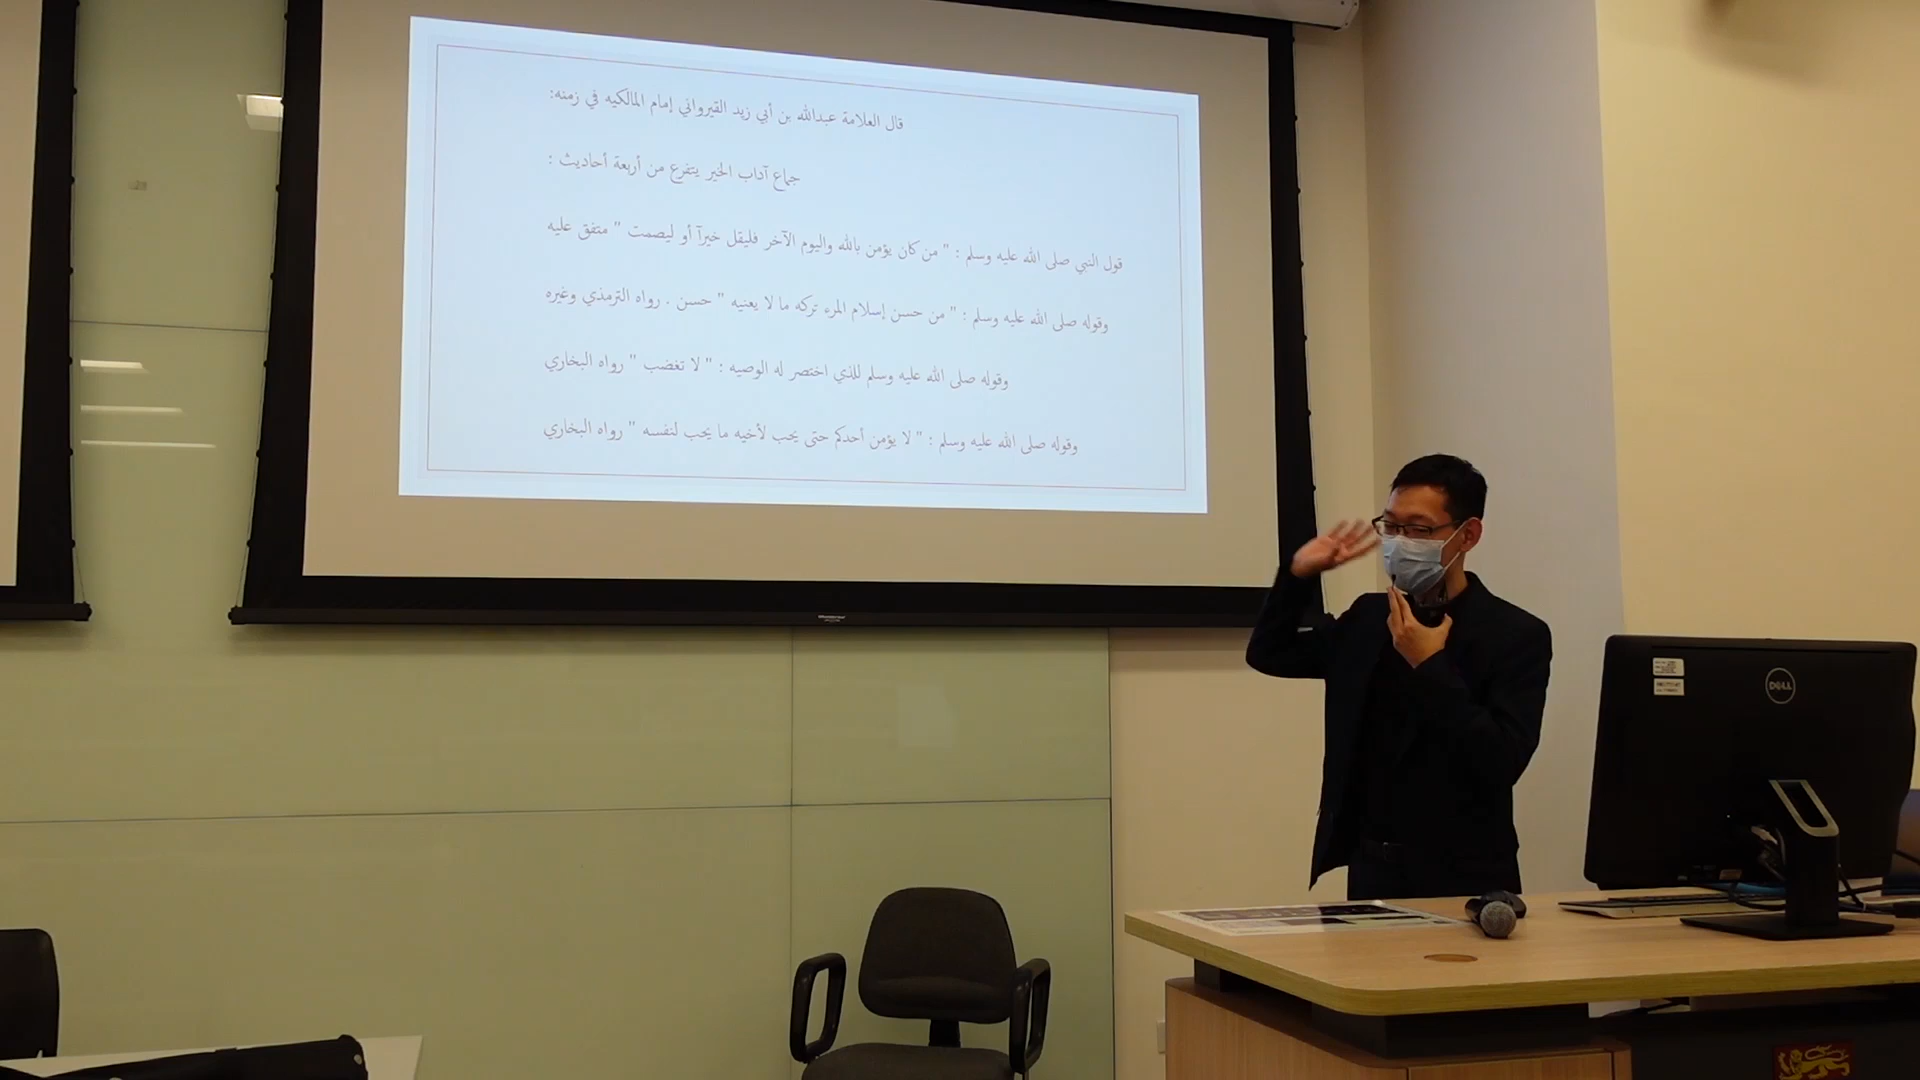 قال العلامة عبدالله بن أبي زيد القيرواني إمام المالكيه في زمنه:
جماع آداب الخير يتفرع من أربعة أحاديث :
قول النبي صلى الله عليه وسلم : " من كان يؤمن بالله واليوم الآخر فليقل خيرآ أو ليصمت " متفق عليه
وقوله صلى الله عليه وسلم : " من حسن إسلام المرء تركه ما لا يعنيه " حسن . رواه الترمذي وغيره
وقوله صلى الله عليه وسلم للذي اختصر له الوصيه : " لا تغضب " رواه البخاري
وقوله صلى الله عليه وسلم : " لا يؤمن أحدكم حتى يحب لأخيه ما يحب لنفسه " رواه البخاري
DELL